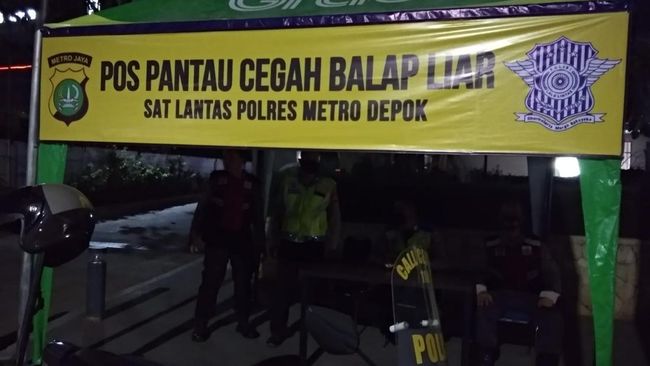 METRO JAYA
POS PANTAU CEGAH BALAP LIAR
SAT LANTAS POLRES METRO DEPOK